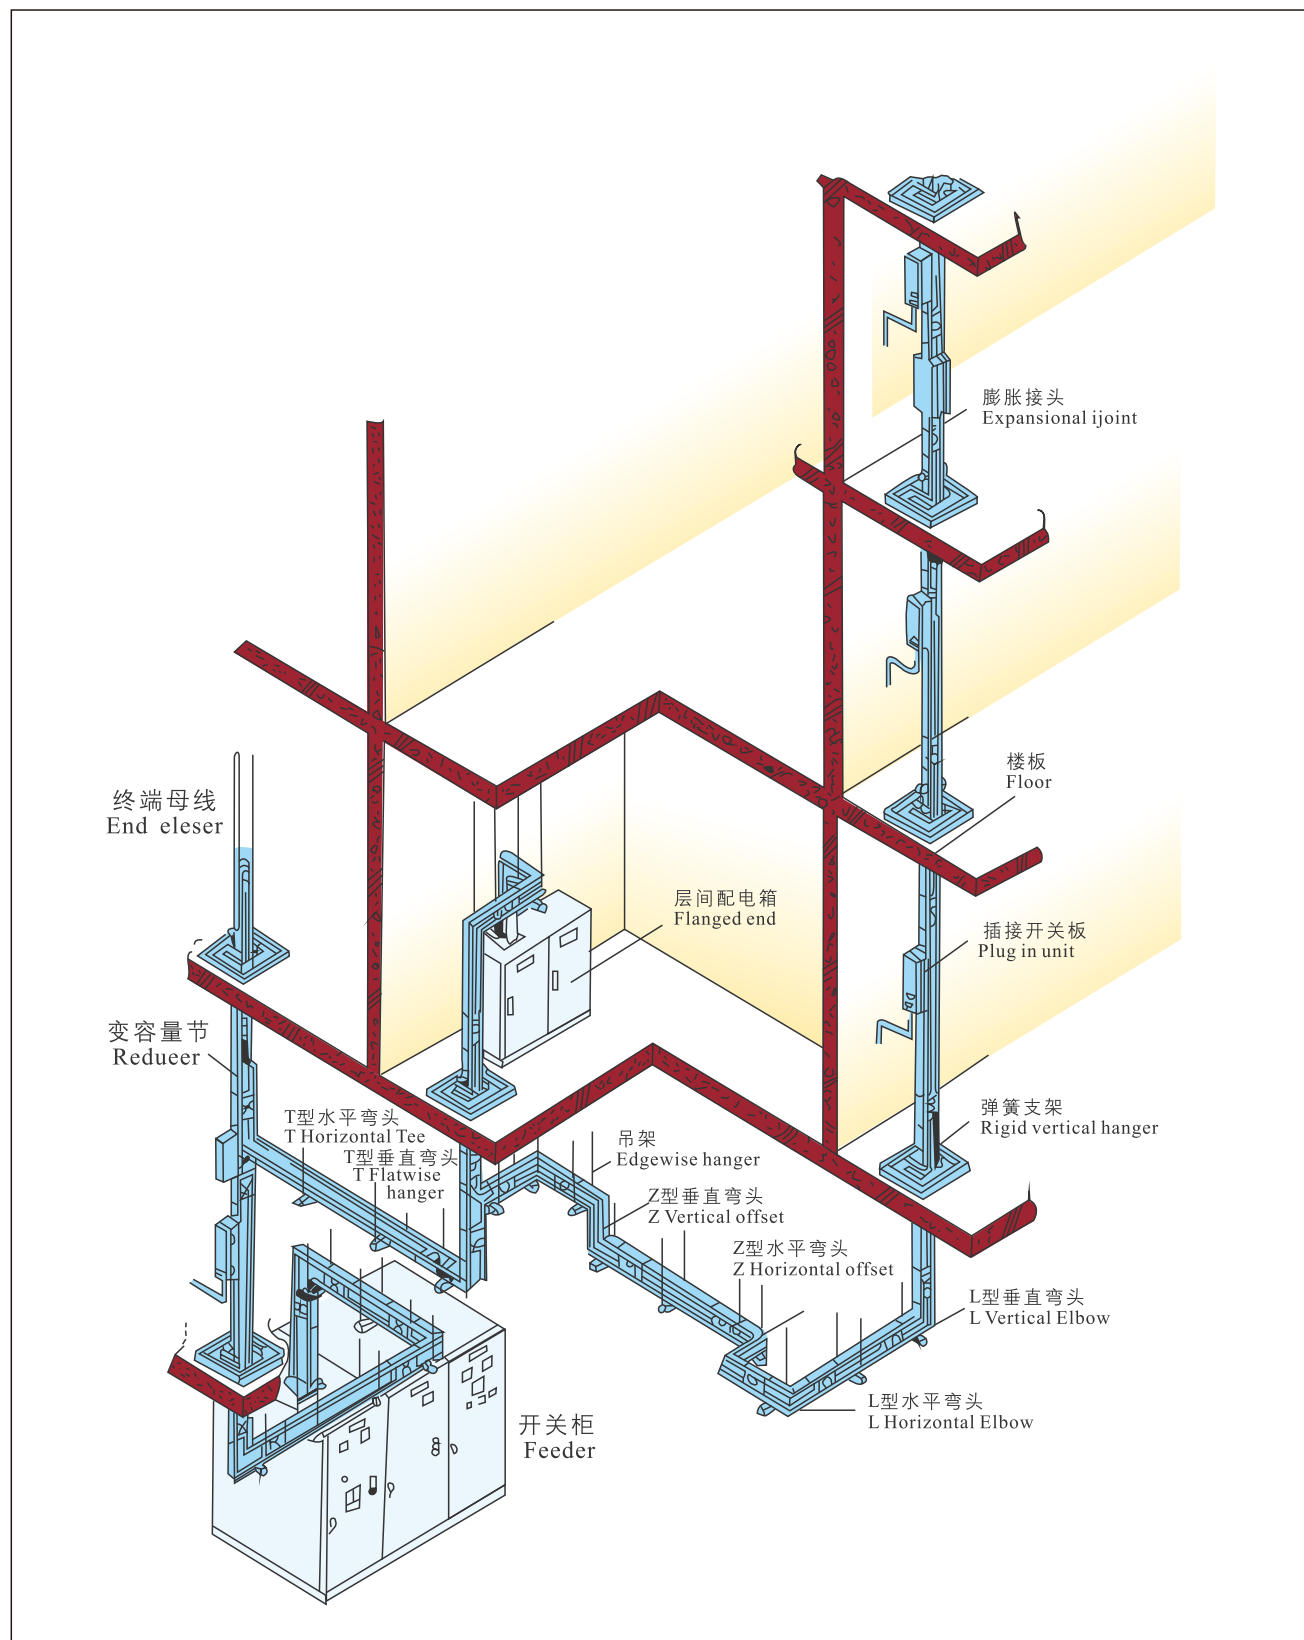 膨胀接头
Expansional ijoint
楼板
Floor
终端母线
End eleser
层间配电箱
Flanged end
插接开关板
Plug in unit
变容量节
Redueer
T型水平弯头
T Horizontal Tee
T型垂直弯头
T Flatwise
hanger
吊架
Edgewise hanger
弹簧支架
Rigid vertical hanger
Z型垂直弯头
Z Vertical offset
Z型水平弯头
Z Horizontal offset
L型垂直弯头
L Vertical Elbow
L型水平弯头
L Horizontal Elbow
开关柜
Feeder